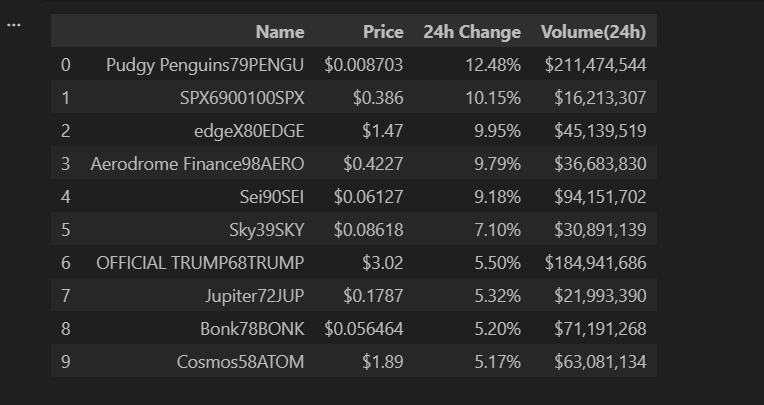 ...
Name Price 24h Change Volume(24h)
0 Pudgy Penguins79PENGU $0.008703 12.48% $211,474,544
1 SPX6900100SPX $0.386 10.15% $16,213,307
2 edgeX80EDGE $1.47 9.95% $45,139,519
3 Aerodrome Finance98AERO $0.4227 9.79% $36,683,830
4 Sei90SEI $0.06127 9.18% $94,151,702
5 Sky39SKY $0.08618 7.10% $30,891,139
6 OFFICIAL TRUMP68TRUMP $3.02 5.50% $184,941,686
7 Jupiter72JUP $0.1787 5.32% $21,993,390
8 Bonk78BONK $0.056464 5.20% $71,191,268
9 Cosmos58ATOM $1.89 5.17% $63,081,134